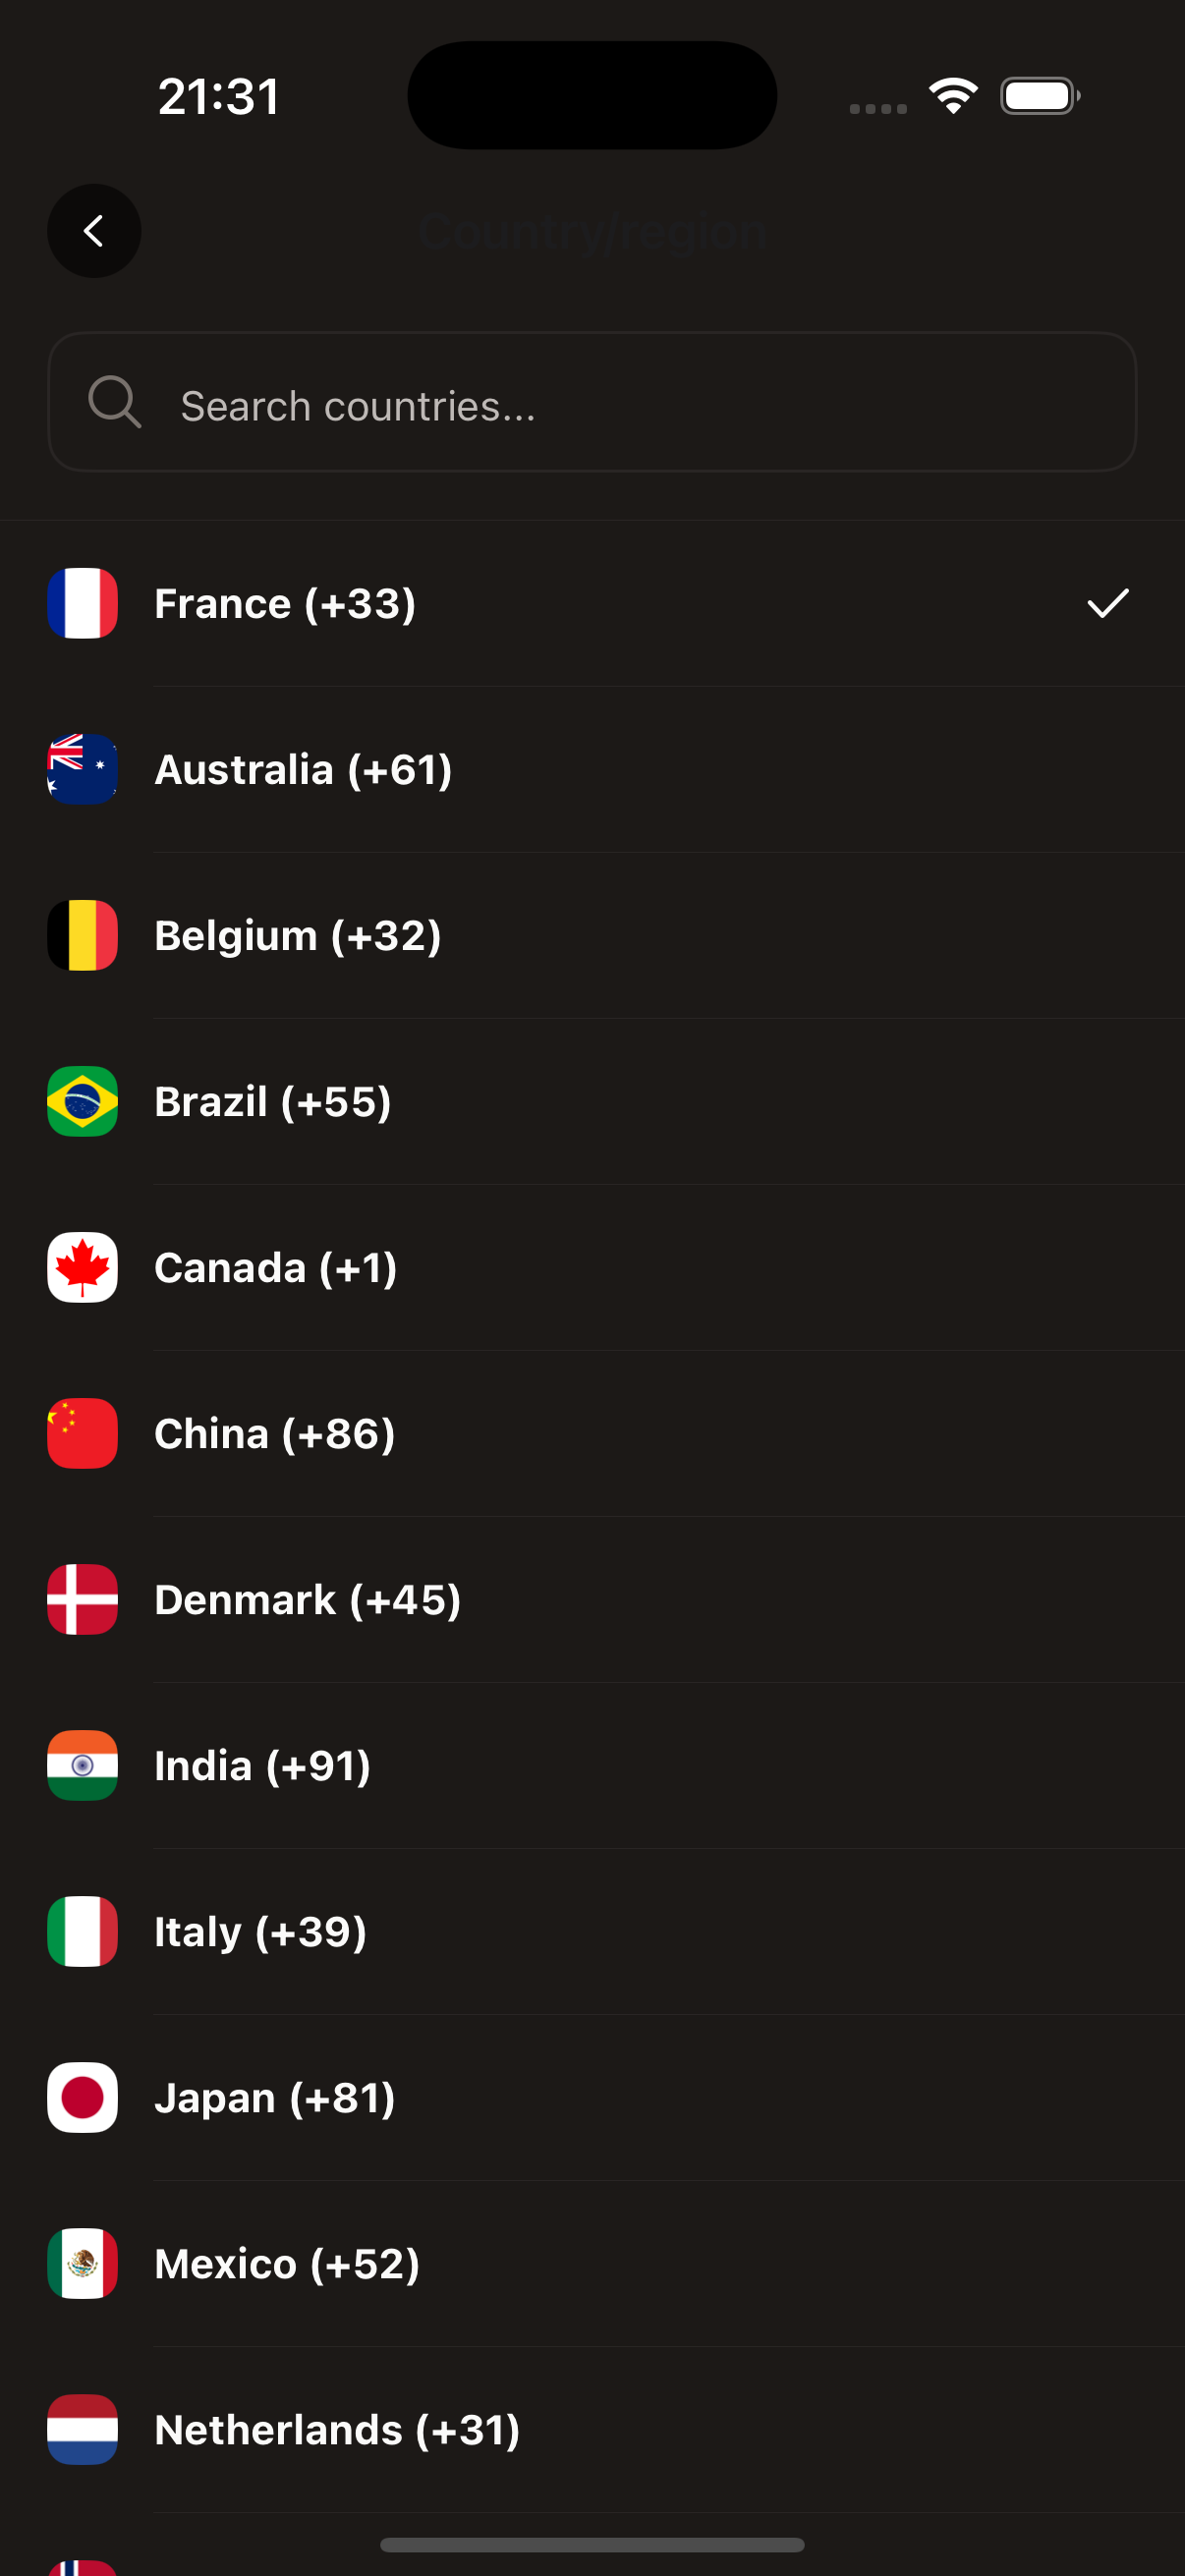 21:31
Country/region
Search countries...
France (+33)
Australia (+61)
Belgium (+32)
Brazil (+55)
Canada (+1)
China (+86)
Denmark (+45)
India (+91)
Italy (+39)
Japan (+81)
Mexico (+52)
Netherlands (+31)